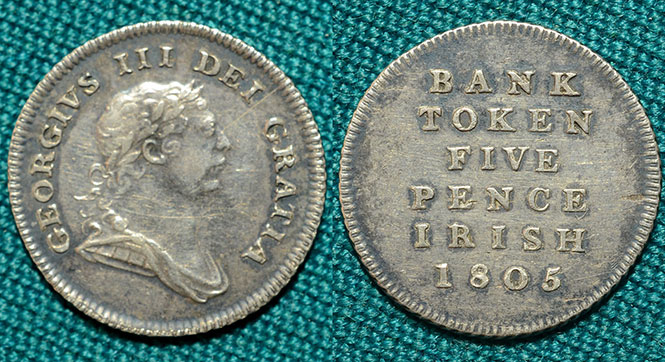 GEORGIVS III DEI GRATIA
BANK
TOKEN
FIVE
PENCE
IRISH
1805